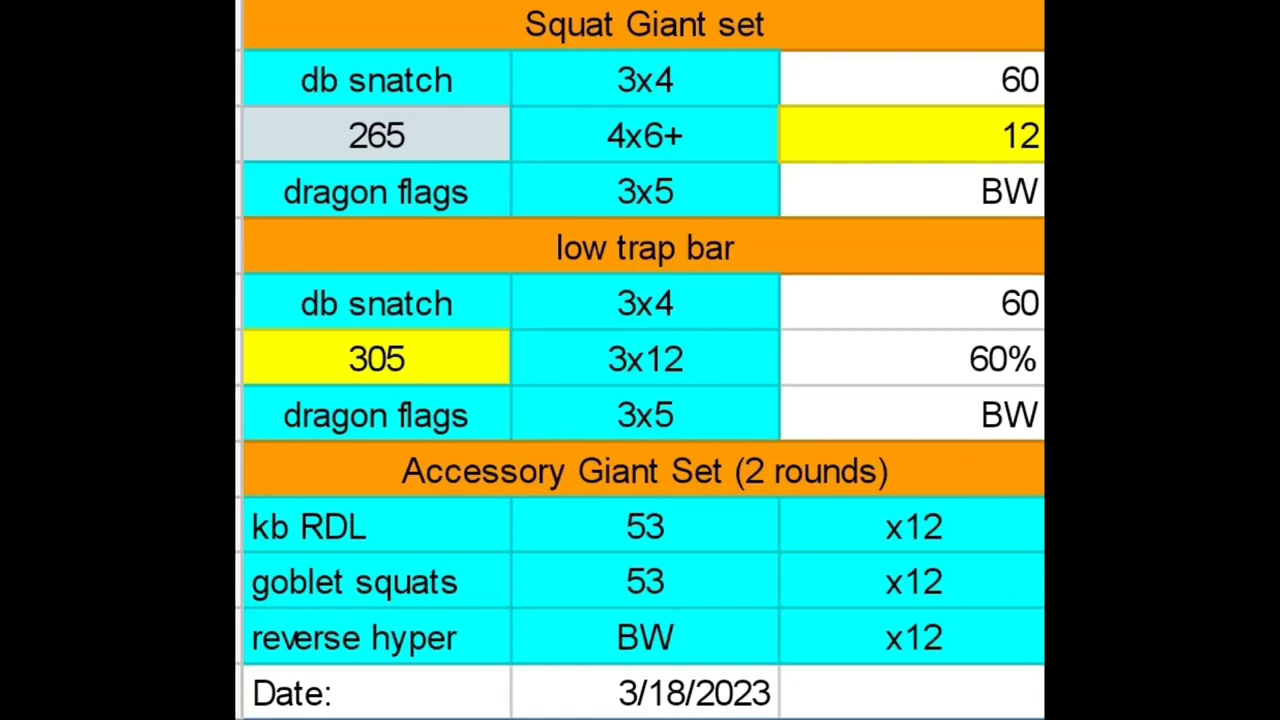 Squat Giant set
db snatch 3x4 60
265 4x6+ 12
dragon flags 3x5 BW
low trap bar
db snatch 3x4 60
305 3x12 60%
dragon flags 3x5 BW
Accessory Giant Set (2 rounds)
kb RDL 53 x12
goblet squats 53 x12
reverse hyper BW x12
Date: 3/18/2023